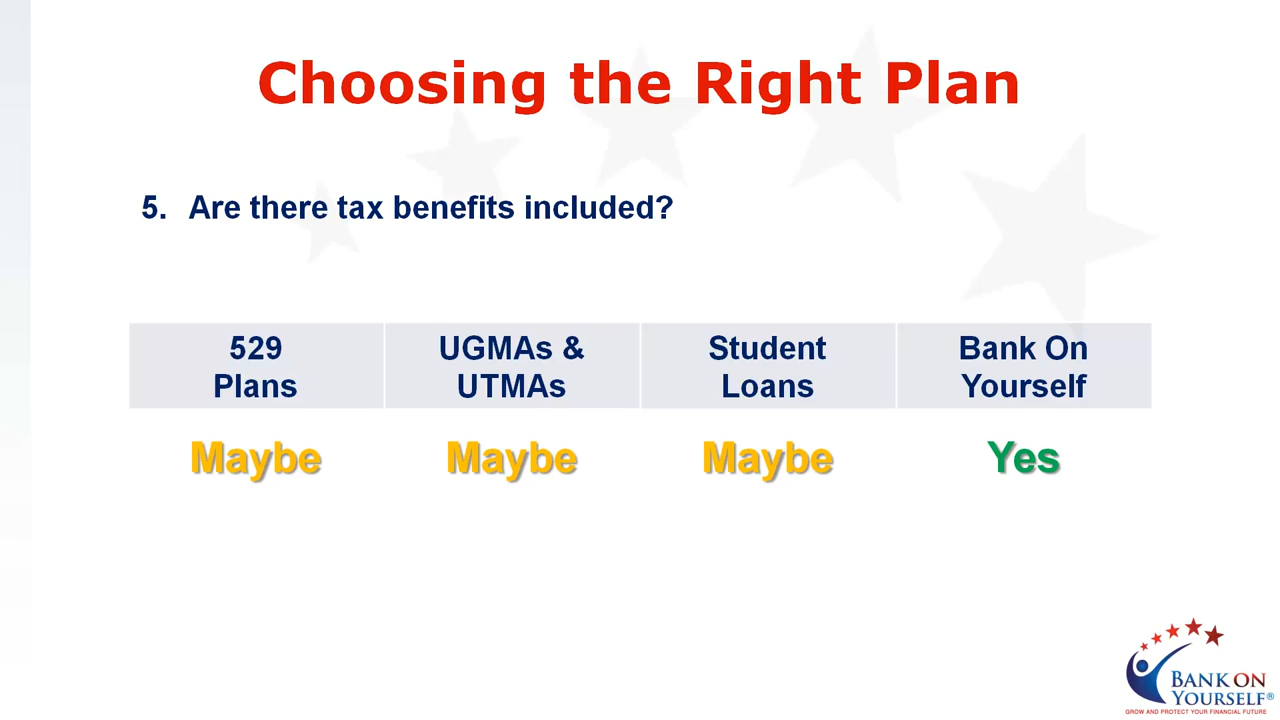 Choosing the Right Plan
5. Are there tax benefits included?
529 Plans
UGMAs & UTMAs
Student Loans
Bank On Yourself
Maybe
Maybe
Maybe
Yes
BANK ON
YOURSELF®
GROW AND PROTECT YOUR FINANCIAL FUTURE